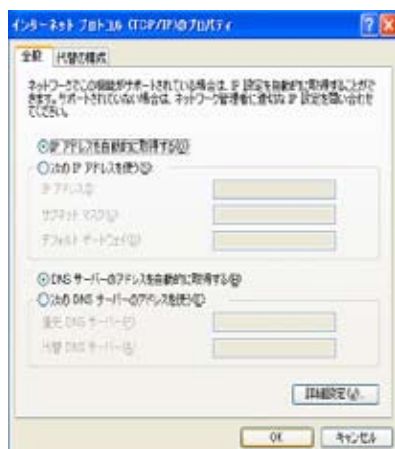 インターネット プロトコル (TCP/IP)のプロパティ
全般 代替の構成
ネットワークでこの機能がサポートされている場合は、IP 設定を自動的に取得することがで
きます。サポートされていない場合は、ネットワーク管理者に適切な IP 設定を問い合わせ
てください。
IP アドレスを自動的に取得する(O)
次の IP アドレスを使う(S)
IP アドレス(I)
サブネット マスク(U)
デフォルト ゲートウェイ(D)
DNS サーバーのアドレスを自動的に取得する(B)
次の DNS サーバーのアドレスを使う(E)
優先 DNS サーバー(P)
代替 DNS サーバー(A)
詳細設定(V)...
OK キャンセル